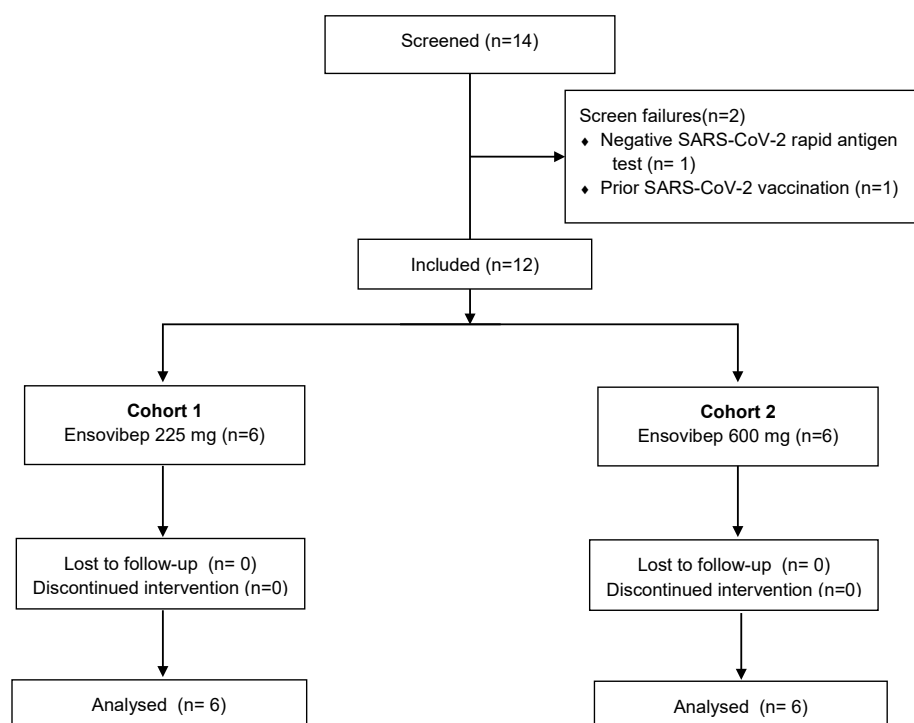 Screened (n=14)
Screen failures(n=2)
♦ Negative SARS-CoV-2 rapid antigen
test (n= 1)
♦ Prior SARS-CoV-2 vaccination (n=1)
Included (n=12)
Cohort 1
Ensovibep 225 mg (n=6)
Cohort 2
Ensovibep 600 mg (n=6)
Lost to follow-up (n= 0)
Discontinued intervention (n=0)
Lost to follow-up (n= 0)
Discontinued intervention (n=0)
Analysed (n= 6)
Analysed (n= 6)